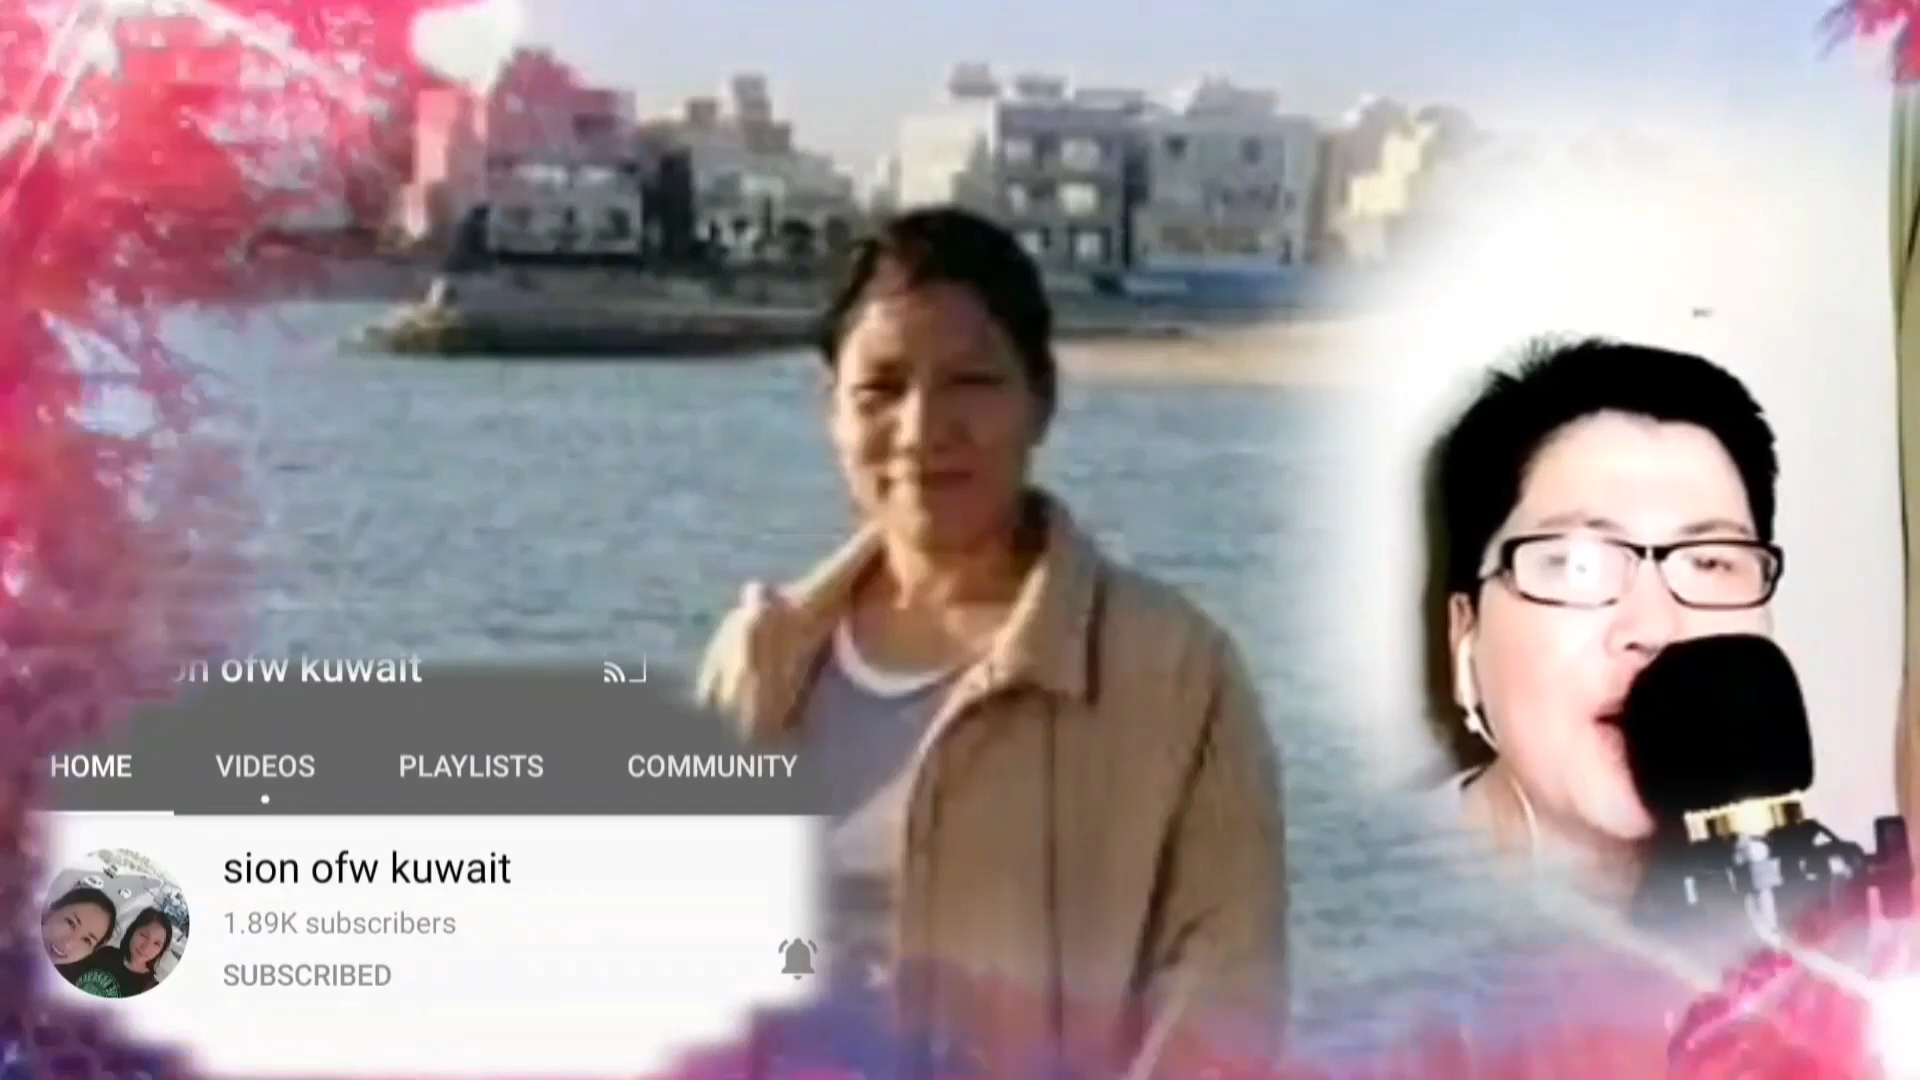 on ofw kuwait
HOME VIDEOS PLAYLISTS COMMUNITY
sion ofw kuwait
1.89K subscribers
SUBSCRIBED